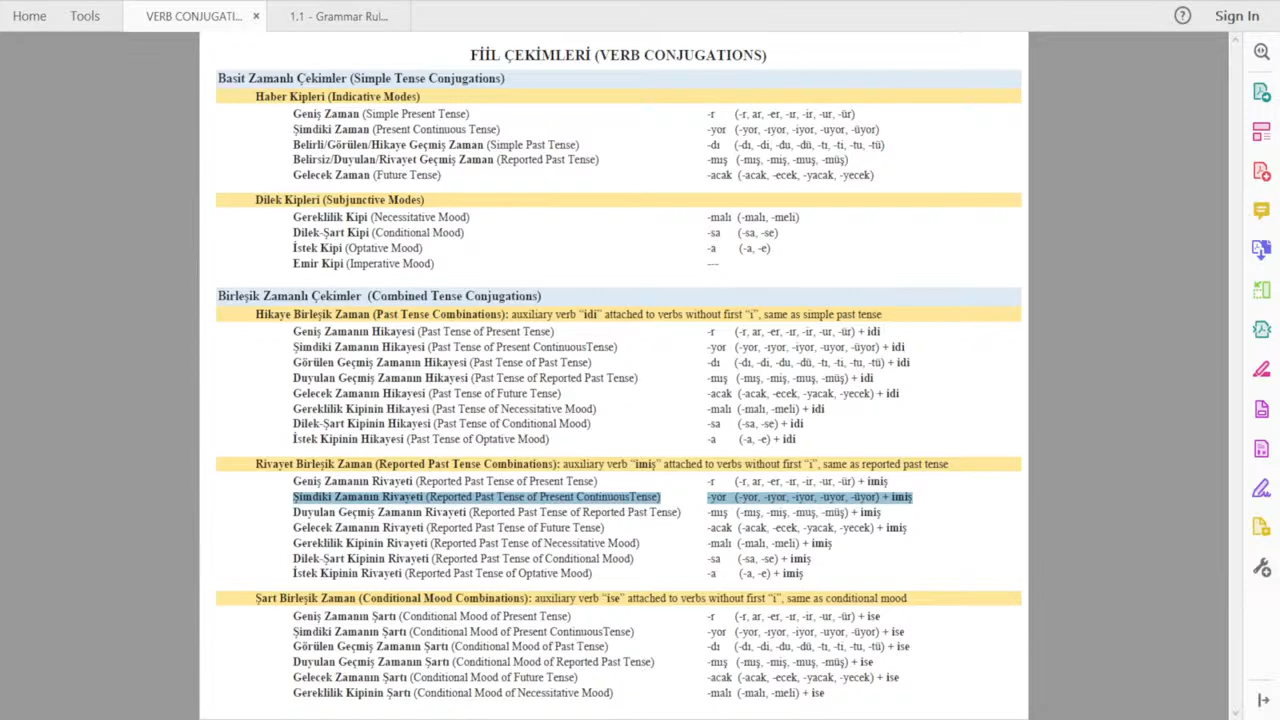 Home Tools VERB CONJUGATI... × 1.1 - Grammar Rul... ? Sign In
FİİL ÇEKİMLERİ (VERB CONJUGATIONS)
Basit Zamanlı Çekimler (Simple Tense Conjugations)
Haber Kipleri (Indicative Modes)
Geniş Zaman (Simple Present Tense) -r (-r, ar, -er, -ır, -ir, -ur, -ür)
Şimdiki Zaman (Present Continuous Tense) -yor (-yor, -ıyor, -iyor, -uyor, -üyor)
Belirli/Görülen/Hikaye Geçmiş Zaman (Simple Past Tense) -dı (-dı, -di, -du, -dü, -tı, -ti, -tu, -tü)
Belirsiz/Duyulan/Rivayet Geçmiş Zaman (Reported Past Tense) -mış (-mış, -miş, -muş, -müş)
Gelecek Zaman (Future Tense) -acak (-acak, -ecek, -yacak, -yecek)
Dilek Kipleri (Subjunctive Modes)
Gereklilik Kipi (Necessitative Mood) -malı (-malı, -meli)
Dilek-Şart Kipi (Conditional Mood) -sa (-sa, -se)
İstek Kipi (Optative Mood) -a (-a, -e)
Emir Kipi (Imperative Mood) ---
Birleşik Zamanlı Çekimler (Combined Tense Conjugations)
Hikaye Birleşik Zaman (Past Tense Combinations): auxiliary verb “idi” attached to verbs without first “i”, same as simple past tense
Geniş Zamanın Hikayesi (Past Tense of Present Tense) -r (-r, ar, -er, -ır, -ir, -ur, -ür) + idi
Şimdiki Zamanın Hikayesi (Past Tense of Present ContinuousTense) -yor (-yor, -ıyor, -iyor, -uyor, -üyor) + idi
Görülen Geçmiş Zamanın Hikayesi (Past Tense of Past Tense) -dı (-dı, -di, -du, -dü, -tı, -ti, -tu, -tü) + idi
Duyulan Geçmiş Zamanın Hikayesi (Past Tense of Reported Past Tense) -mış (-mış, -miş, -muş, -müş) + idi
Gelecek Zamanın Hikayesi (Past Tense of Future Tense) -acak (-acak, -ecek, -yacak, -yecek) + idi
Gereklilik Kipinin Hikayesi (Past Tense of Necessitative Mood) -malı (-malı, -meli) + idi
Dilek-Şart Kipinin Hikayesi (Past Tense of Conditional Mood) -sa (-sa, -se) + idi
İstek Kipinin Hikayesi (Past Tense of Optative Mood) -a (-a, -e) + idi
Rivayet Birleşik Zaman (Reported Past Tense Combinations): auxiliary verb “imiş” attached to verbs without first “i”, same as reported past tense
Geniş Zamanın Rivayeti (Reported Past Tense of Present Tense) -r (-r, ar, -er, -ır, -ir, -ur, -ür) + imiş
Şimdiki Zamanın Rivayeti (Reported Past Tense of Present ContinuousTense) -yor (-yor, -ıyor, -iyor, -uyor, -üyor) + imiş
Duyulan Geçmiş Zamanın Rivayeti (Reported Past Tense of Reported Past Tense) -mış (-mış, -miş, -muş, -müş) + imiş
Gelecek Zamanın Rivayeti (Reported Past Tense of Future Tense) -acak (-acak, -ecek, -yacak, -yecek) + imiş
Gereklilik Kipinin Rivayeti (Reported Past Tense of Necessitative Mood) -malı (-malı, -meli) + imiş
Dilek-Şart Kipinin Rivayeti (Reported Past Tense of Conditional Mood) -sa (-sa, -se) + imiş
İstek Kipinin Rivayeti (Reported Past Tense of Optative Mood) -a (-a, -e) + imiş
Şart Birleşik Zaman (Conditional Mood Combinations): auxiliary verb “ise” attached to verbs without first “i”, same as conditional mood
Geniş Zamanın Şartı (Conditional Mood of Present Tense) -r (-r, ar, -er, -ır, -ir, -ur, -ür) + ise
Şimdiki Zamanın Şartı (Conditional Mood of Present ContinuousTense) -yor (-yor, -ıyor, -iyor, -uyor, -üyor) + ise
Görülen Geçmiş Zamanın Şartı (Conditional Mood of Past Tense) -dı (-dı, -di, -du, -dü, -tı, -ti, -tu, -tü) + ise
Duyulan Geçmiş Zamanın Şartı (Conditional Mood of Reported Past Tense) -mış (-mış, -miş, -muş, -müş) + ise
Gelecek Zamanın Şartı (Conditional Mood of Future Tense) -acak (-acak, -ecek, -yacak, -yecek) + ise
Gereklilik Kipinin Şartı (Conditional Mood of Necessitative Mood) -malı (-malı, -meli) + ise